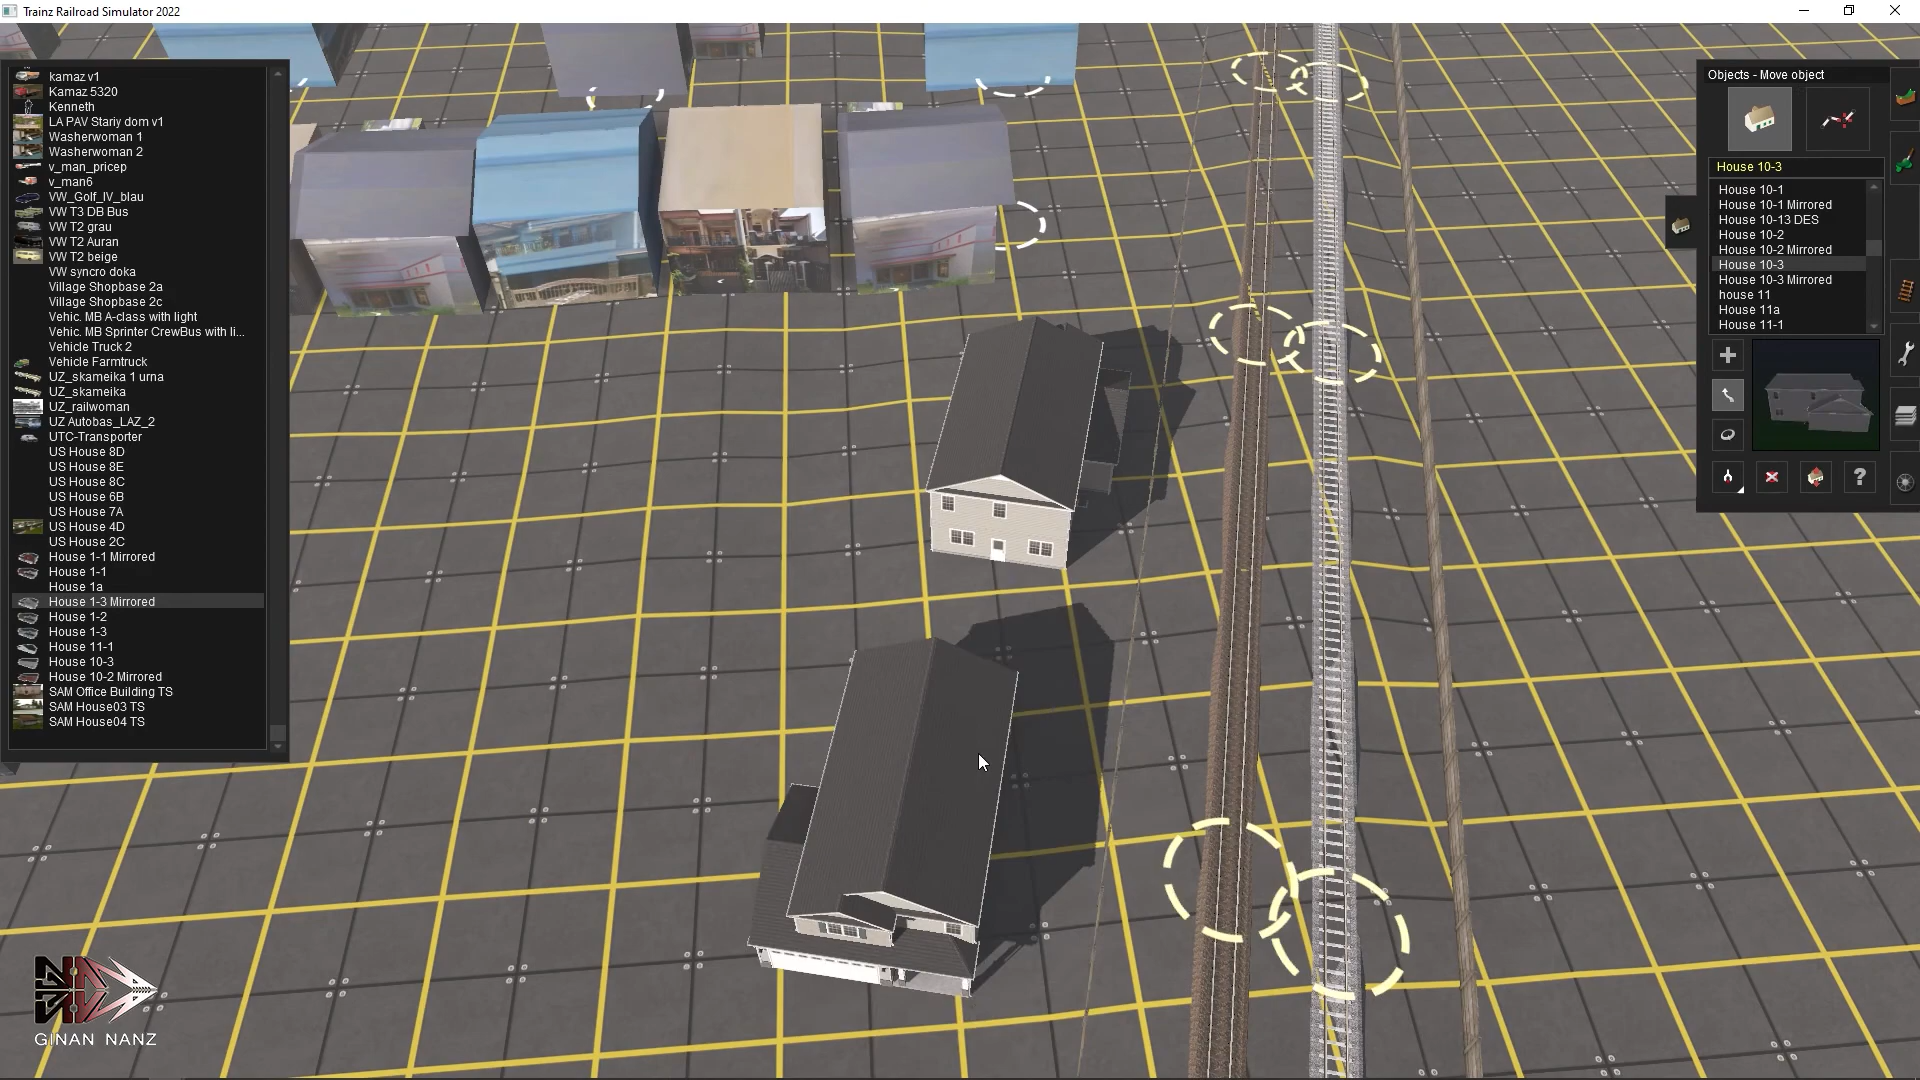 Trainz Railroad Simulator 2022
kamaz v1
Kamaz 5320
Kenneth
LA PAV Stariy dom v1
Washerwoman 1
Washerwoman 2
v_man_pricep
v_man6
VW_Golf_IV_blau
VW T3 DB Bus
VW T2 grau
VW T2 Auran
VW T2 beige
VW syncro doka
Village Shopbase 2a
Village Shopbase 2c
Vehic. MB A-class with light
Vehic. MB Sprinter CrewBus with li...
Vehicle Truck 2
Vehicle Farmtruck
UZ_skameika 1 urna
UZ_skameika
UZ_railwoman
UZ Autobas_LAZ_2
UTC-Transporter
US House 8D
US House 8E
US House 8C
US House 6B
US House 7A
US House 4D
US House 2C
House 1-1 Mirrored
House 1-1
House 1a
House 1-3 Mirrored
House 1-2
House 1-3
House 11-1
House 10-3
House 10-2 Mirrored
SAM Office Building TS
SAM House03 TS
SAM House04 TS
GINAN NANZ
Objects - Move object
House 10-3
House 10-1
House 10-1 Mirrored
House 10-13 DES
House 10-2
House 10-2 Mirrored
House 10-3
House 10-3 Mirrored
house 11
House 11a
House 11-1
?